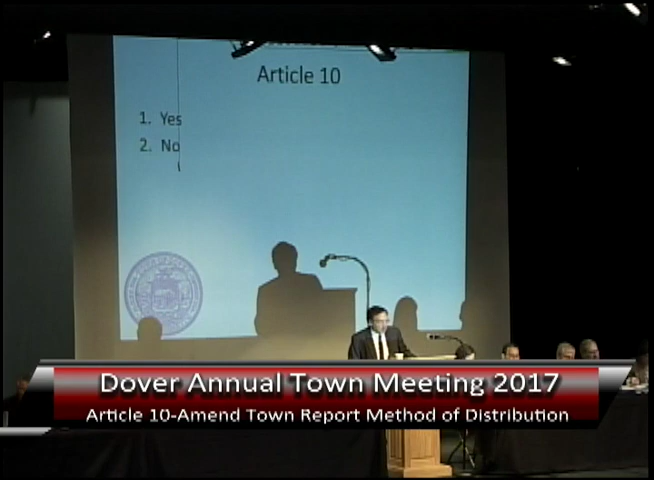 Article 10
1. Yes
2. No
Dover Annual Town Meeting 2017
Article 10-Amend Town Report Method of Distribution